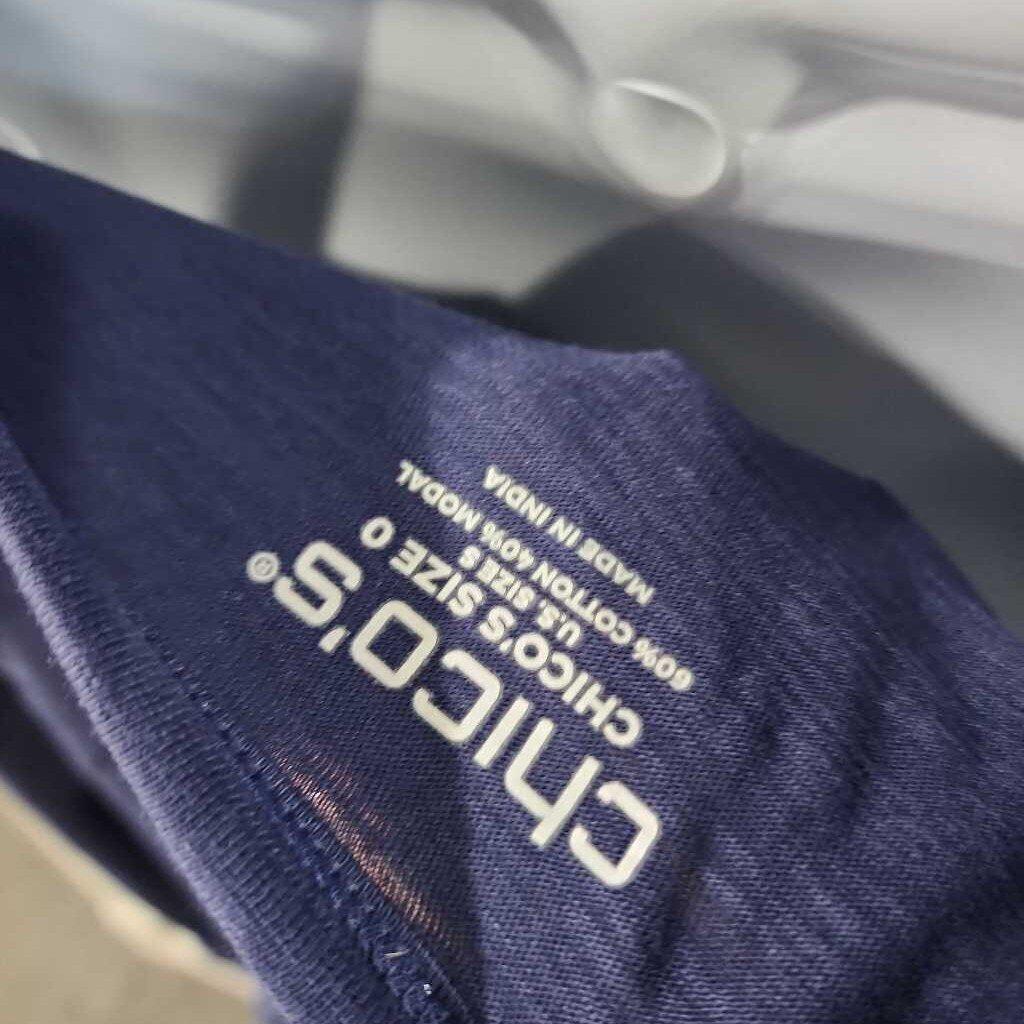 chico's®
CHICO'S SIZE 0
U.S. SIZE S
60% COTTON 40% MODAL
MADE IN INDIA